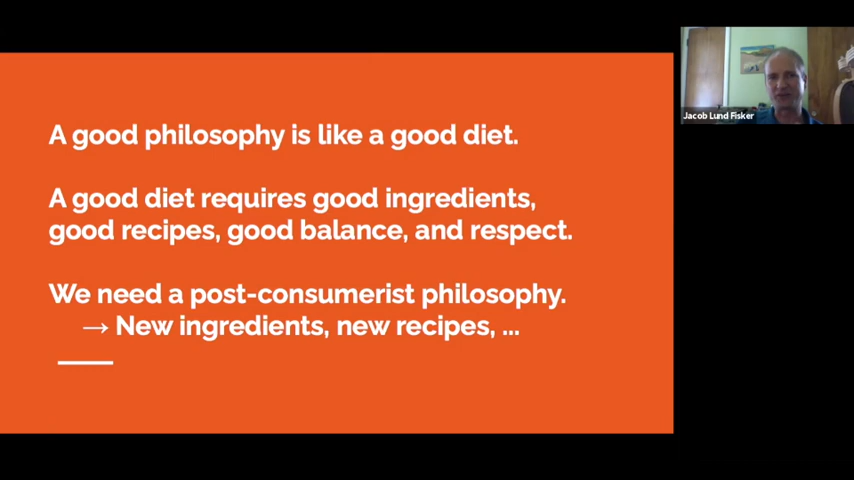 A good philosophy is like a good diet.
A good diet requires good ingredients,
good recipes, good balance, and respect.
We need a post-consumerist philosophy.
→ New ingredients, new recipes, ...
Jacob Lund Fisker